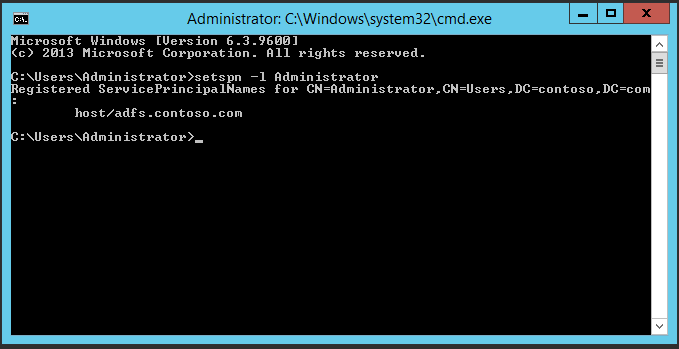 Administrator: C:\Windows\system32\cmd.exe
Microsoft Windows [Version 6.3.9600]
(c) 2013 Microsoft Corporation. All rights reserved.
C:\Users\Administrator>setspn -l Administrator
Registered ServicePrincipalNames for CN=Administrator,CN=Users,DC=contoso,DC=com
:
host/adfs.contoso.com
C:\Users\Administrator>_